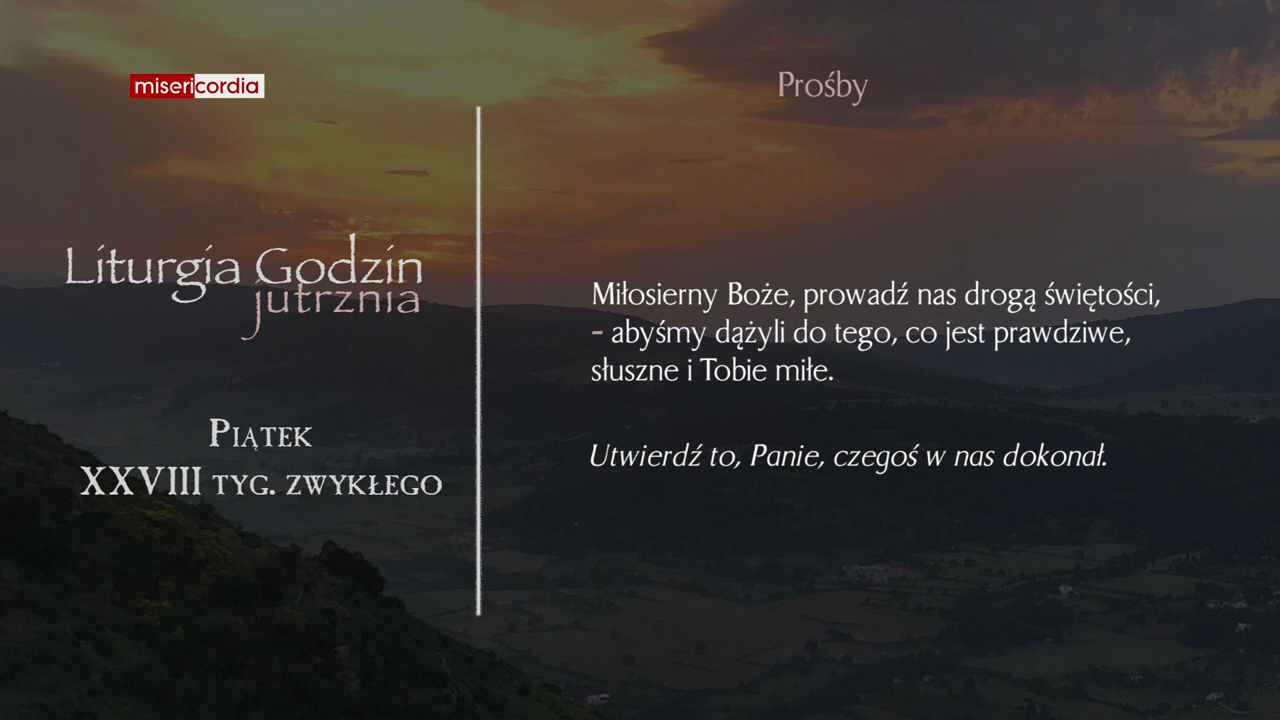 misericordia
Liturgia Godzin
jutrznia
Piątek
XXVIII tyg. zwykłego
Prośby
Miłosierny Boże, prowadź nas drogą świętości,
- abyśmy dążyli do tego, co jest prawdziwe,
słuszne i Tobie miłe.
Utwierdź to, Panie, czegoś w nas dokonał.